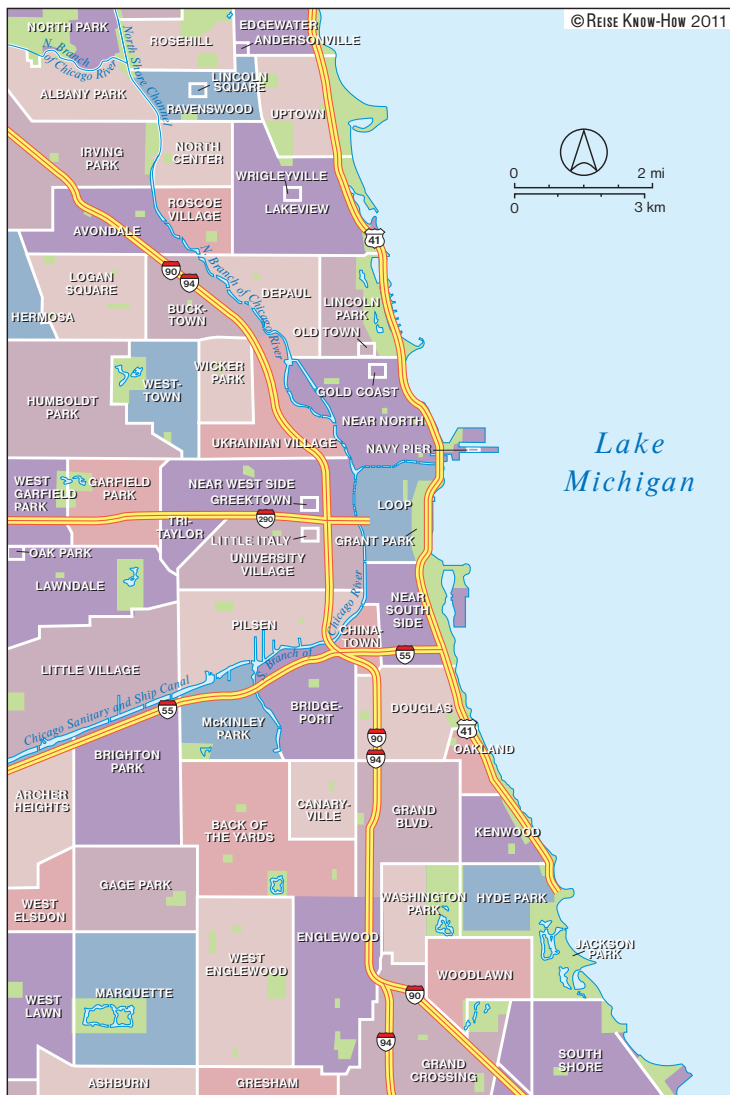 © REISE KNOW-HOW 2011
NORTH PARK
EDGEWATER
ANDERSONVILLE
ROSEHILL
N. Branch
of Chicago River
North Shore Channel
ALBANY PARK
LINCOLN
SQUARE
RAVENSWOOD
UPTOWN
IRVING
PARK
NORTH
CENTER
WRIGLEYVILLE
LAKEVIEW
ROSCOE
VILLAGE
AVONDALE
0
2 mi
0
3 km
41
N. Branch of Chicago River
90
94
LOGAN
SQUARE
BUCK-
TOWN
DEPAUL
LINCOLN
PARK
HERMOSA
OLD TOWN
WICKER
PARK
WEST-
TOWN
GOLD COAST
HUMBOLDT
PARK
NEAR NORTH
UKRAINIAN VILLAGE
NAVY PIER
Lake
Michigan
WEST
GARFIELD
PARK
GARFIELD
PARK
NEAR WEST SIDE
GREEKTOWN
LOOP
290
TRI-
TAYLOR
LITTLE ITALY
GRANT PARK
OAK PARK
UNIVERSITY
VILLAGE
LAWNDALE
NEAR
SOUTH
SIDE
PILSEN
S. Branch of
Chicago River
CHINA-
TOWN
55
LITTLE VILLAGE
Chicago Sanitary and Ship Canal
55
MCKINLEY
PARK
BRIDGE-
PORT
DOUGLAS
41
90
94
OAKLAND
BRIGHTON
PARK
ARCHER
HEIGHTS
CANARY-
VILLE
GRAND
BLVD.
BACK OF
THE YARDS
KENWOOD
GAGE PARK
WASHINGTON
PARK
HYDE PARK
WEST
ELSDON
ENGLEWOOD
JACKSON
PARK
WEST
ENGLEWOOD
WOODLAWN
WEST
LAWN
MARQUETTE
90
94
GRAND
CROSSING
SOUTH
SHORE
ASHBURN
GRESHAM